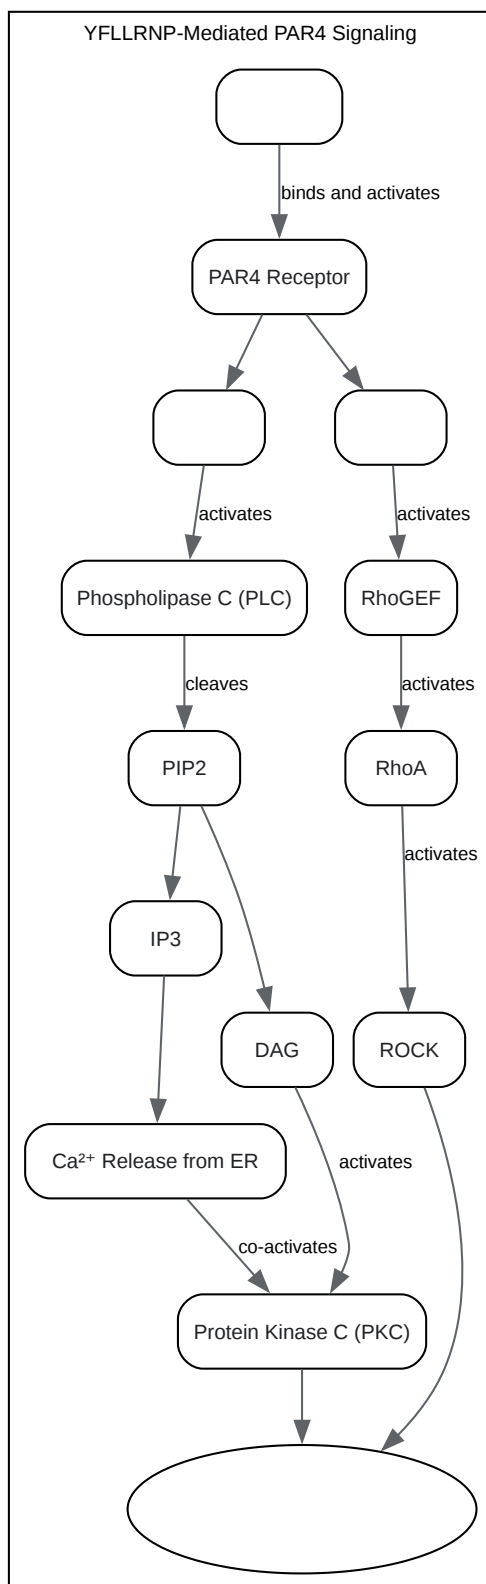 YFLLRNP-Mediated PAR4 Signaling
binds and activates
PAR4 Receptor
activates
activates
Phospholipase C (PLC)
RhoGEF
cleaves
activates
PIP2
RhoA
activates
IP3
DAG
ROCK
Ca²⁺ Release from ER
activates
co-activates
Protein Kinase C (PKC)